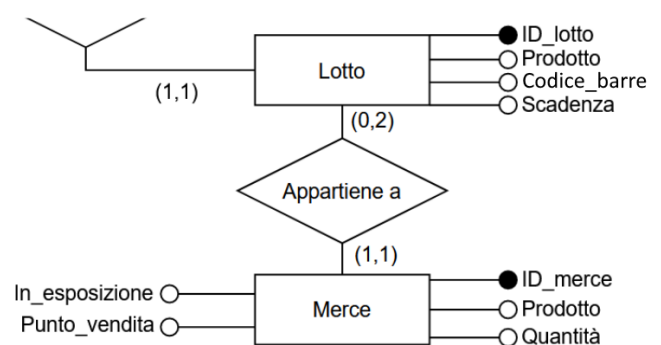 ID_lotto
Prodotto
Lotto
Codice_barre
(1,1)
Scadenza
(0,2)
Appartiene a
(1,1)
ID_merce
In_esposizione
Merce
Prodotto
Punto_vendita
Quantità